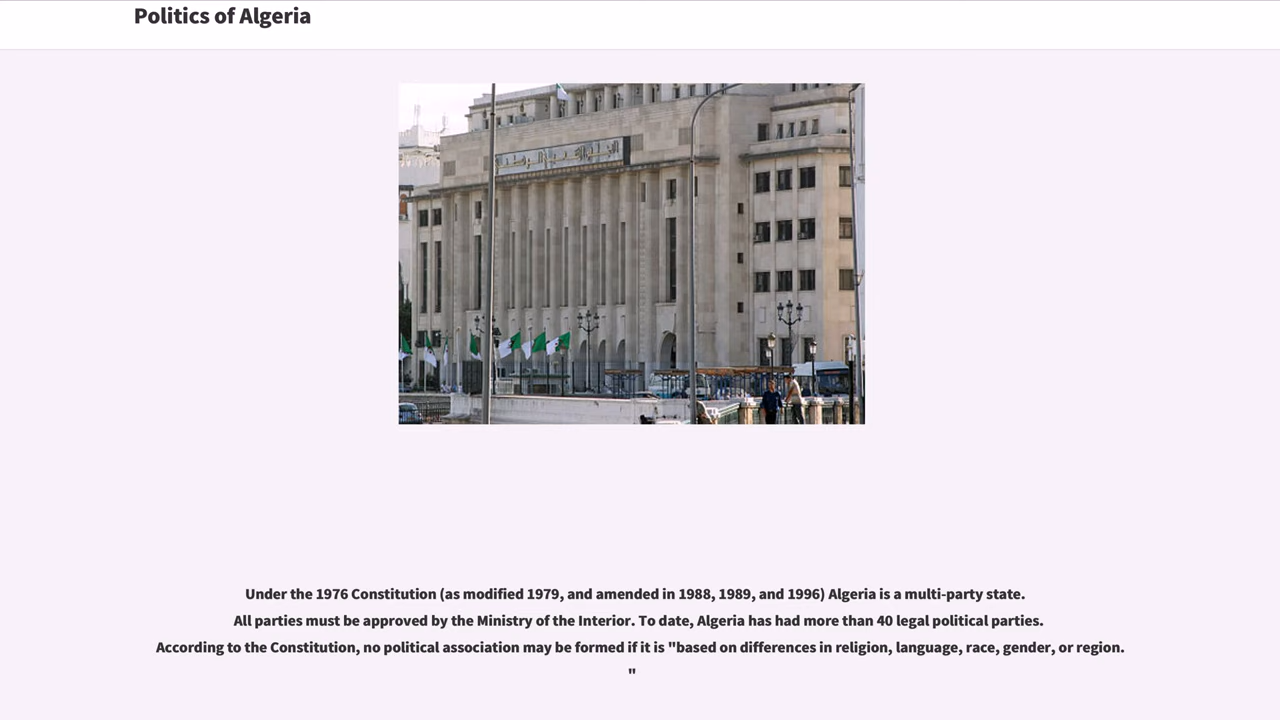 Politics of Algeria
Under the 1976 Constitution (as modified 1979, and amended in 1988, 1989, and 1996) Algeria is a multi-party state.
All parties must be approved by the Ministry of the Interior. To date, Algeria has had more than 40 legal political parties.
According to the Constitution, no political association may be formed if it is "based on differences in religion, language, race, gender, or region.
"